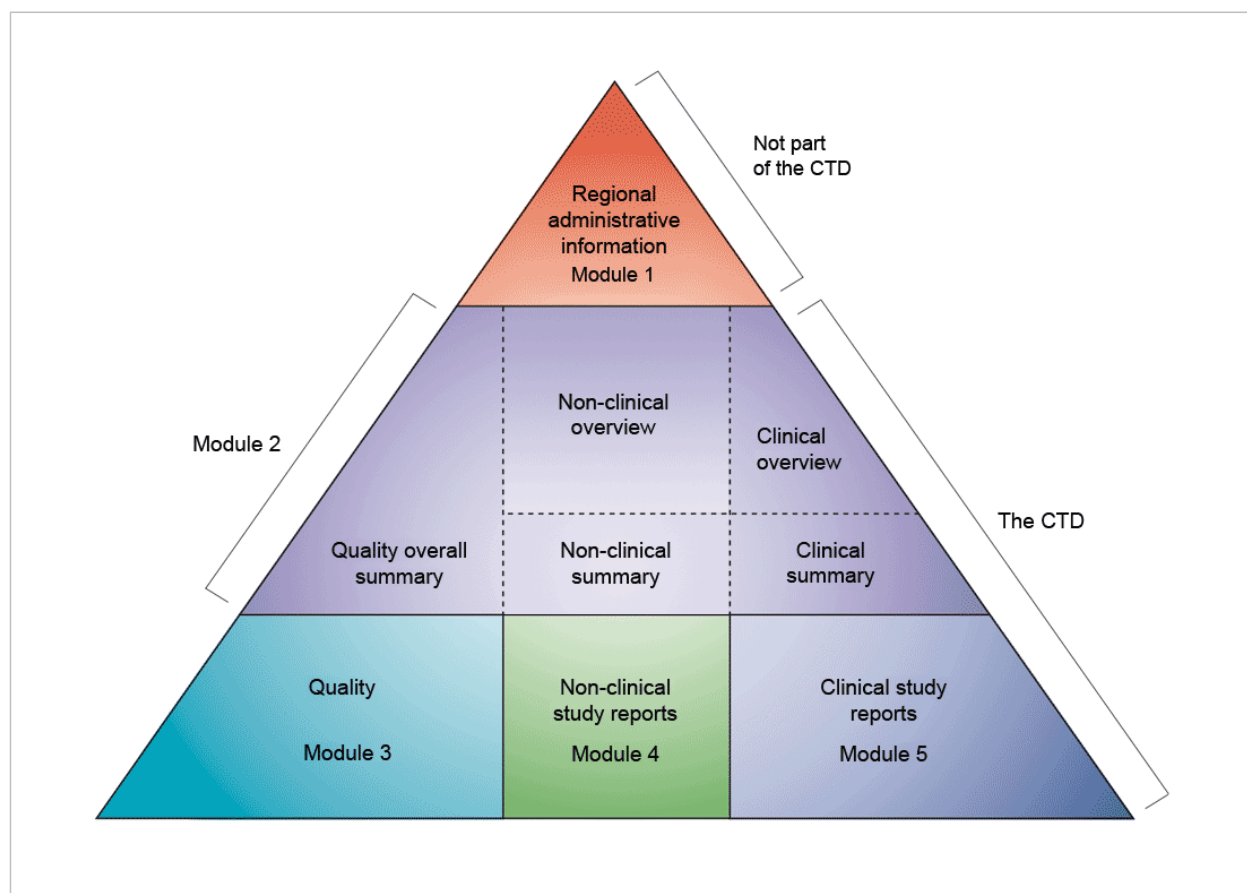 Not part
of the CTD
Regional
administrative
information
Module 1
Module 2
Non-clinical
overview
Clinical
overview
The CTD
Quality overall
summary
Non-clinical
summary
Clinical
summary
Quality
Module 3
Non-clinical
study reports
Module 4
Clinical study
reports
Module 5